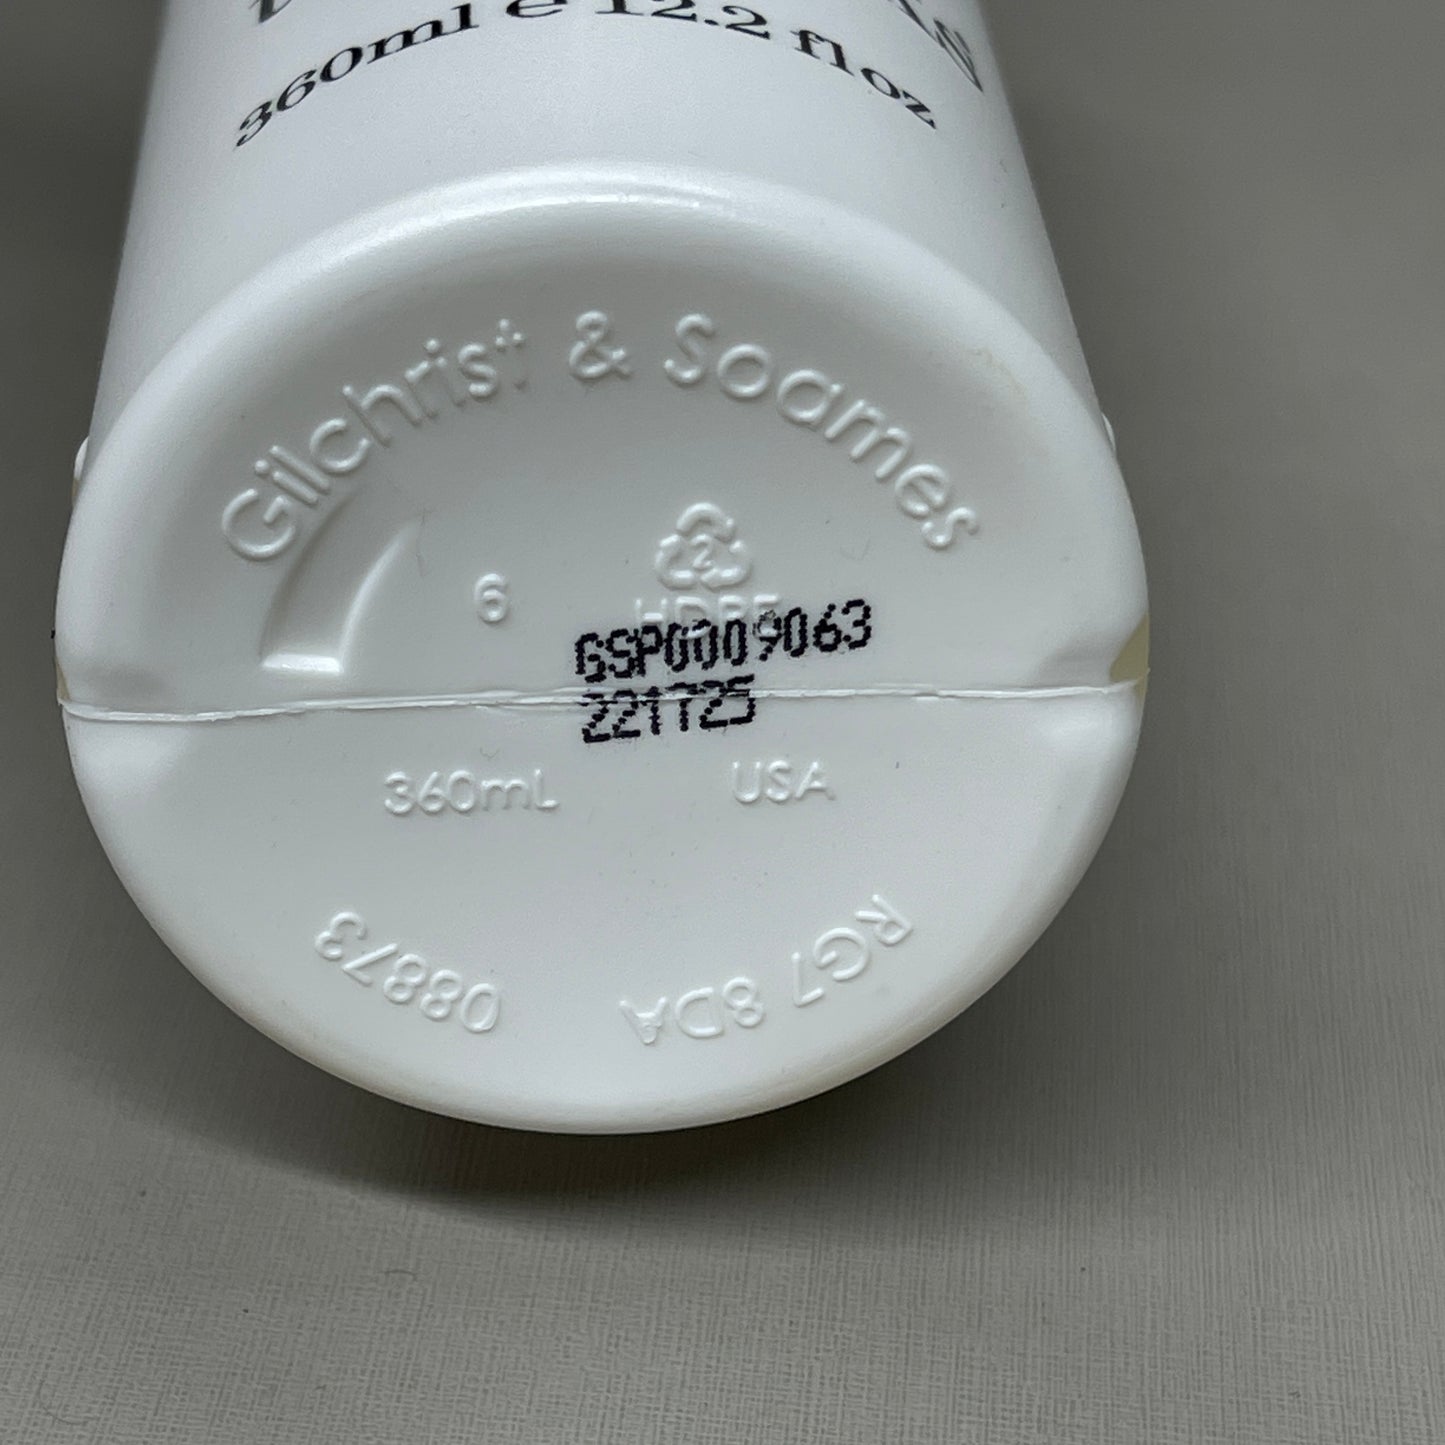 360ml e 12.2 fl oz
Gilchrist & Soames
6
2
HDPE
GSP0009063
221725
360mL
USA
08873
RG7 8DA